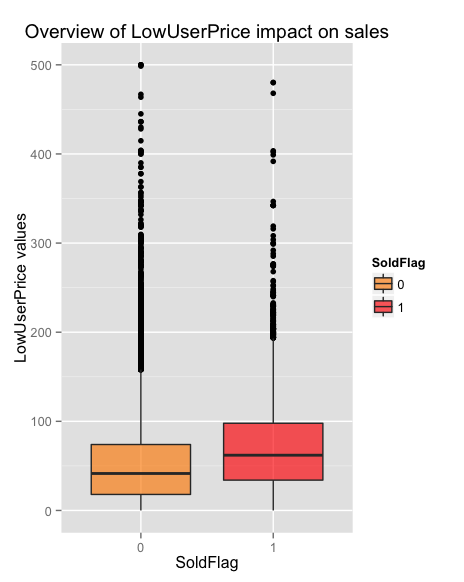 Overview of LowUserPrice impact on sales
500
400
300
200
100
0
LowUserPrice values
0
1
SoldFlag
SoldFlag
0
1